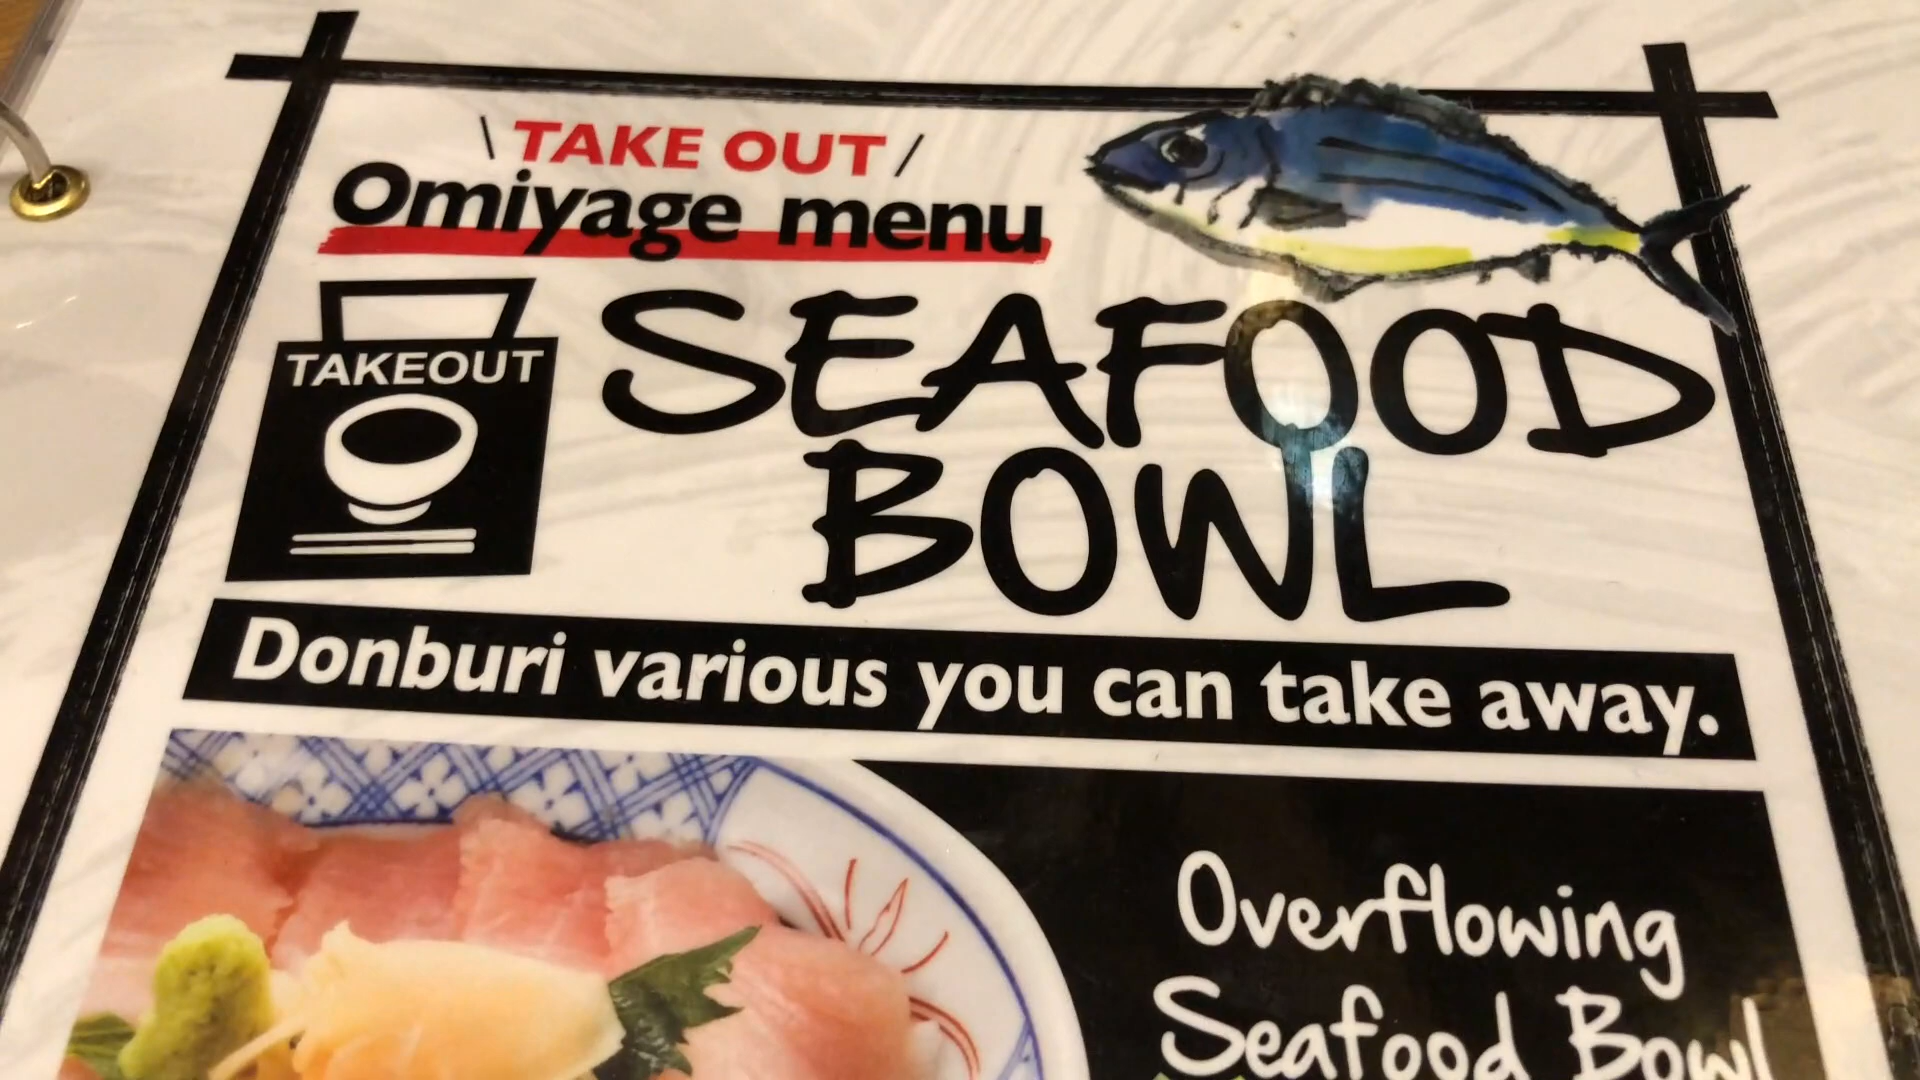 \ TAKE OUT /
Omiyage menu
TAKEOUT
SEAFOOD
BOWL
Donburi various you can take away.
Overflowing
Seafood Bowl